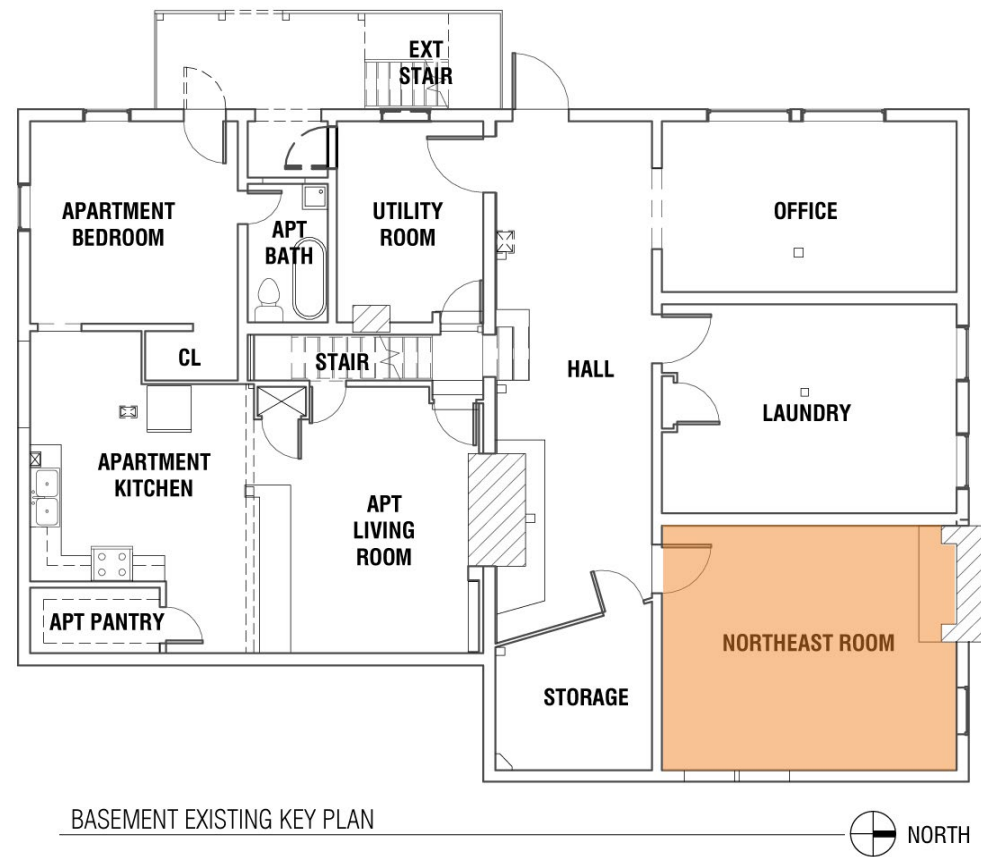 EXT
STAIR
APARTMENT
BEDROOM
APT
BATH
UTILITY
ROOM
OFFICE
CL
STAIR
HALL
LAUNDRY
APARTMENT
KITCHEN
APT
LIVING
ROOM
APT PANTRY
STORAGE
NORTHEAST ROOM
BASEMENT EXISTING KEY PLAN
NORTH